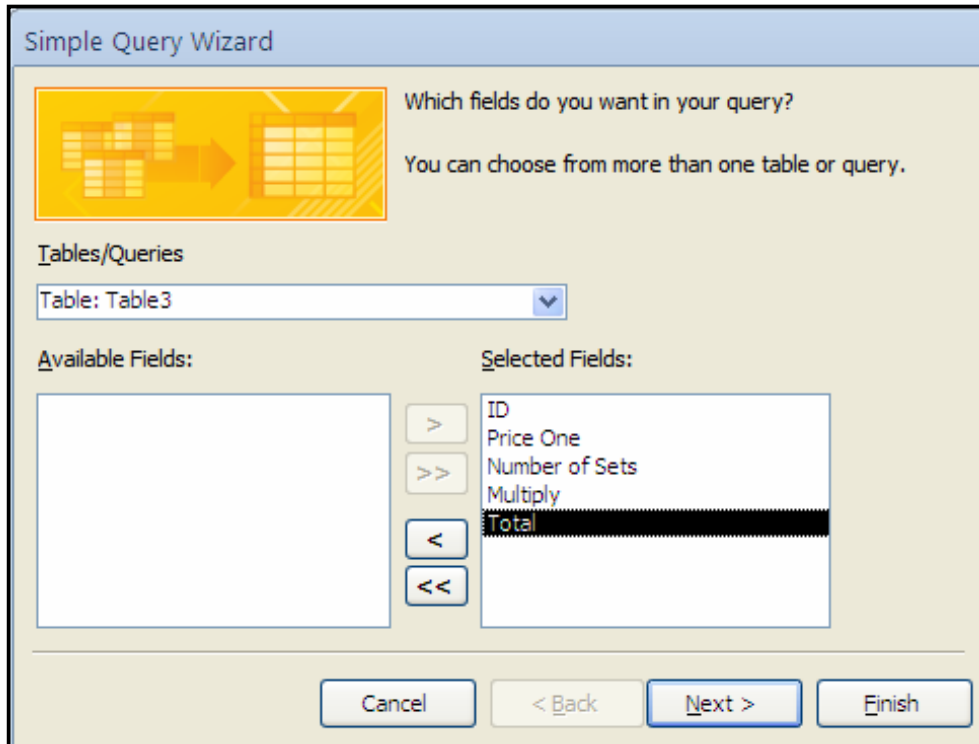 Simple Query Wizard
Which fields do you want in your query?
You can choose from more than one table or query.
Tables/Queries
Table: Table3
Available Fields:
Selected Fields:
ID
Price One
Number of Sets
Multiply
Total
>
>>
<
<<
Cancel
< Back
Next >
Finish